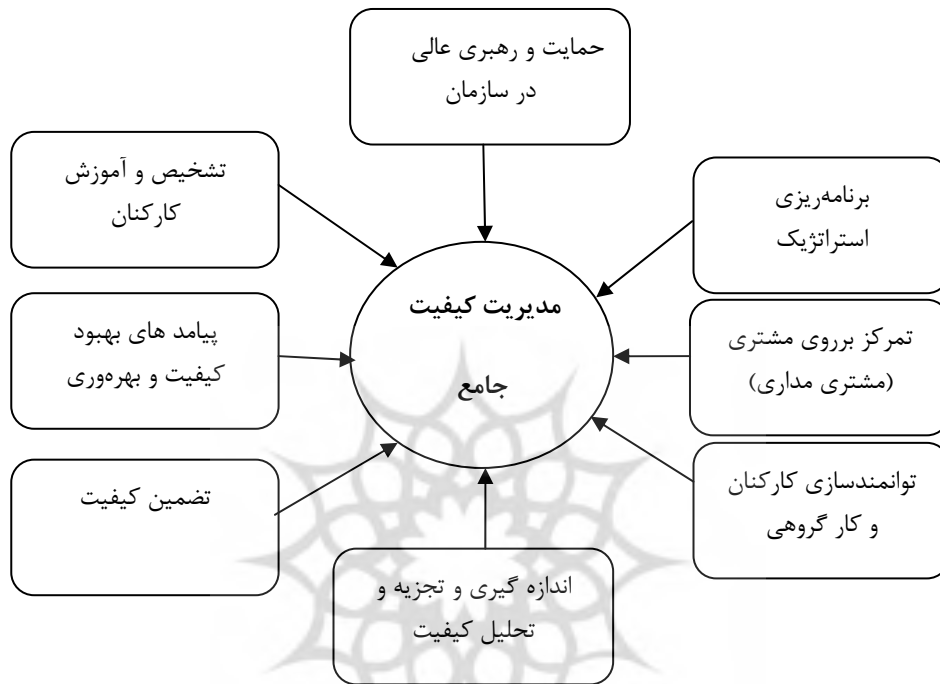 حمایت و رهبری عالی
در سازمان
تشخیص و آموزش
کارکنان
برنامه‌ریزی
استراتژیک
مدیریت کیفیت
جامع
پیامد های بهبود
کیفیت و بهره‌وری
تمرکز برروی مشتری
(مشتری مداری)
تضمین کیفیت
توانمندسازی کارکنان
و کار گروهی
اندازه گیری و تجزیه و
تحلیل کیفیت